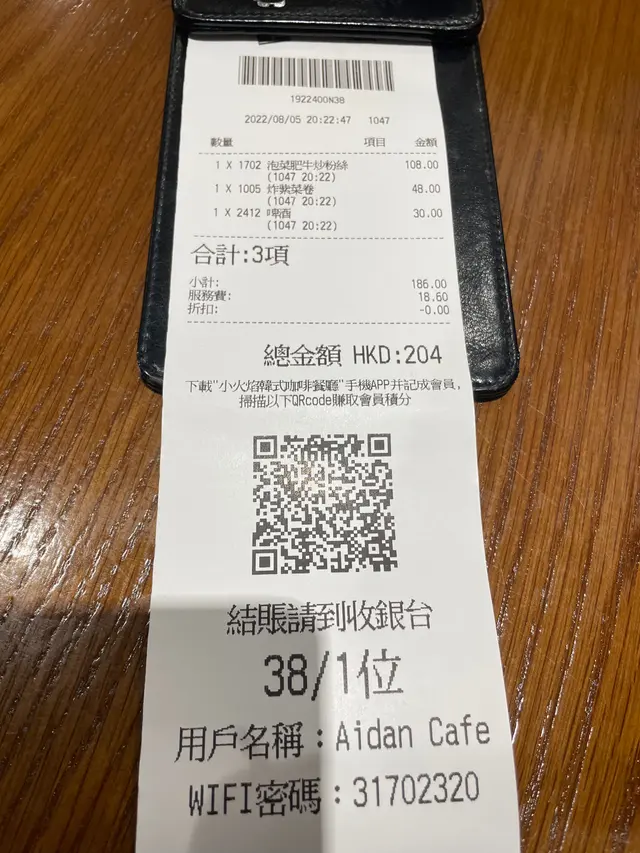 1922400N38
2022/08/05 20:22:47 1047
數量 項目 金額
1 X 1702 泡菜肥牛炒粉絲 108.00
(1047 20:22)
1 X 1005 炸紫菜卷 48.00
(1047 20:22)
1 X 2412 啤酒 30.00
(1047 20:22)
合計:3項
小計: 186.00
服務費: 18.60
折扣: -0.00
總金額 HKD:204
下載"小火焰韓式咖啡餐廳"手機APP并記成會員,
掃描以下QRcode賺取會員積分
結賬請到收銀台
38/1位
用戶名稱：Aidan Cafe
WIFI密碼：31702320